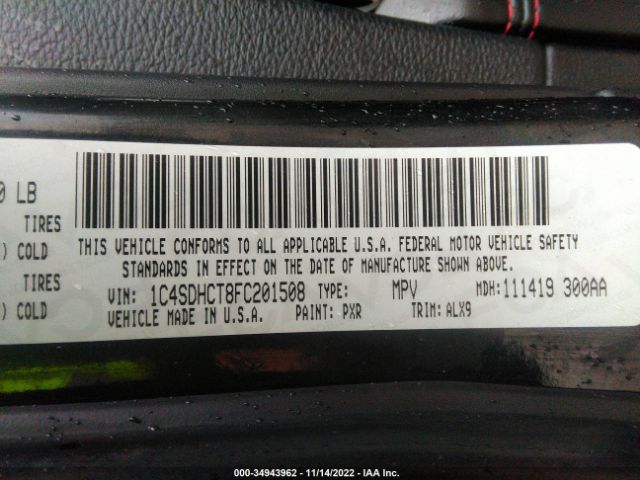 0 LB
TIRES
) COLD
TIRES
) COLD
THIS VEHICLE CONFORMS TO ALL APPLICABLE U.S.A. FEDERAL MOTOR VEHICLE SAFETY
STANDARDS IN EFFECT ON THE DATE OF MANUFACTURE SHOWN ABOVE.
VIN: 1C4SDHCT8FC201508 TYPE: MPV MDH: 111419 300AA
VEHICLE MADE IN U.S.A. PAINT: PXR TRIM: ALX9
000-34943962 - 11/14/2022 - IAA Inc.